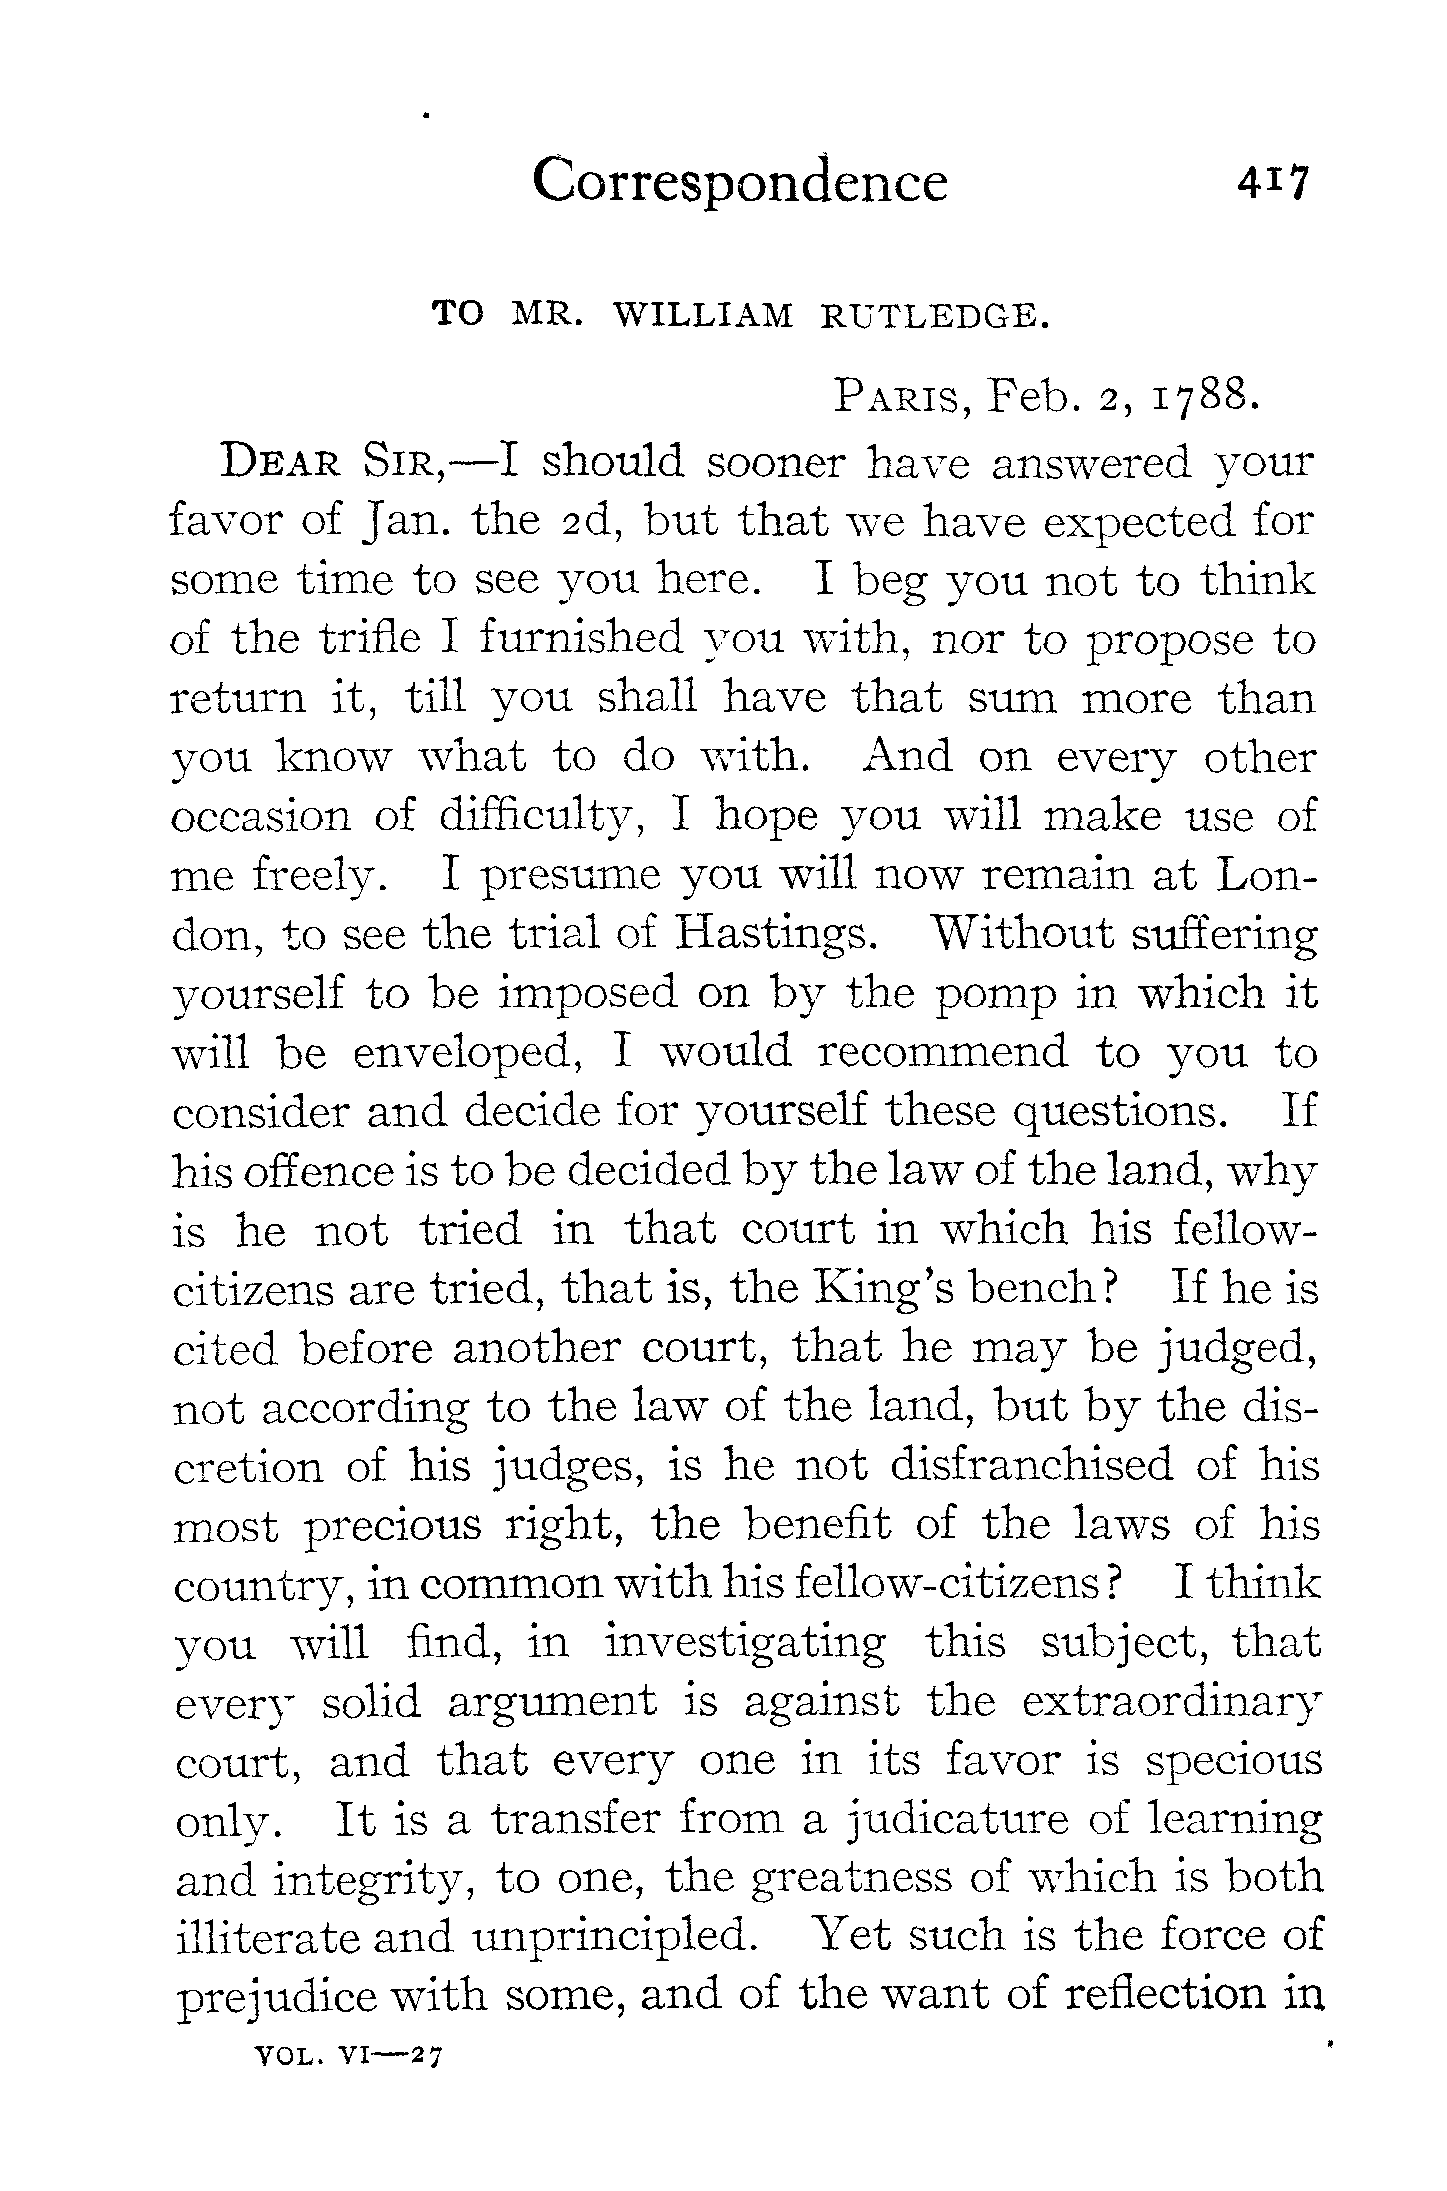 Correspondence 417
TO MR. WILLIAM RUTLEDGE.
PARIS, Feb. 2, 1788.
DEAR SIR,—I should sooner have answered your
favor of Jan. the 2d, but that we have expected for
some time to see you here. I beg you not to think
of the trifle I furnished you with, nor to propose to
return it, till you shall have that sum more than
you know what to do with. And on every other
occasion of difficulty, I hope you will make use of
me freely. I presume you will now remain at Lon-
don, to see the trial of Hastings. Without suffering
yourself to be imposed on by the pomp in which it
will be enveloped, I would recommend to you to
consider and decide for yourself these questions. If
his offence is to be decided by the law of the land, why
is he not tried in that court in which his fellow-
citizens are tried, that is, the King's bench? If he is
cited before another court, that he may be judged,
not according to the law of the land, but by the dis-
cretion of his judges, is he not disfranchised of his
most precious right, the benefit of the laws of his
country, in common with his fellow-citizens? I think
you will find, in investigating this subject, that
every solid argument is against the extraordinary
court, and that every one in its favor is specious
only. It is a transfer from a judicature of learning
and integrity, to one, the greatness of which is both
illiterate and unprincipled. Yet such is the force of
prejudice with some, and of the want of reflection in
VOL. VI—27